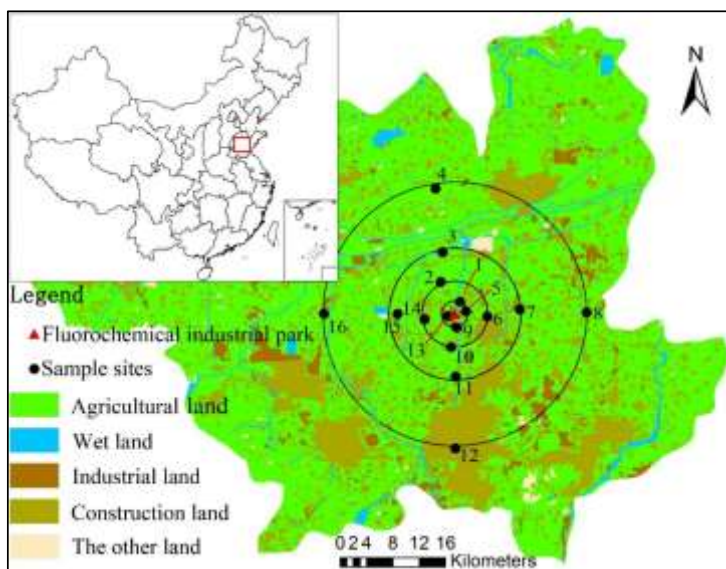 N
4
3
1
2
5
14
7
8
6
16
15
9
13
10
11
12
Legend
Fluorochemical industrial park
Sample sites
Agricultural land
Wet land
Industrial land
Construction land
The other land
0 2 4 8 12 16
Kilometers